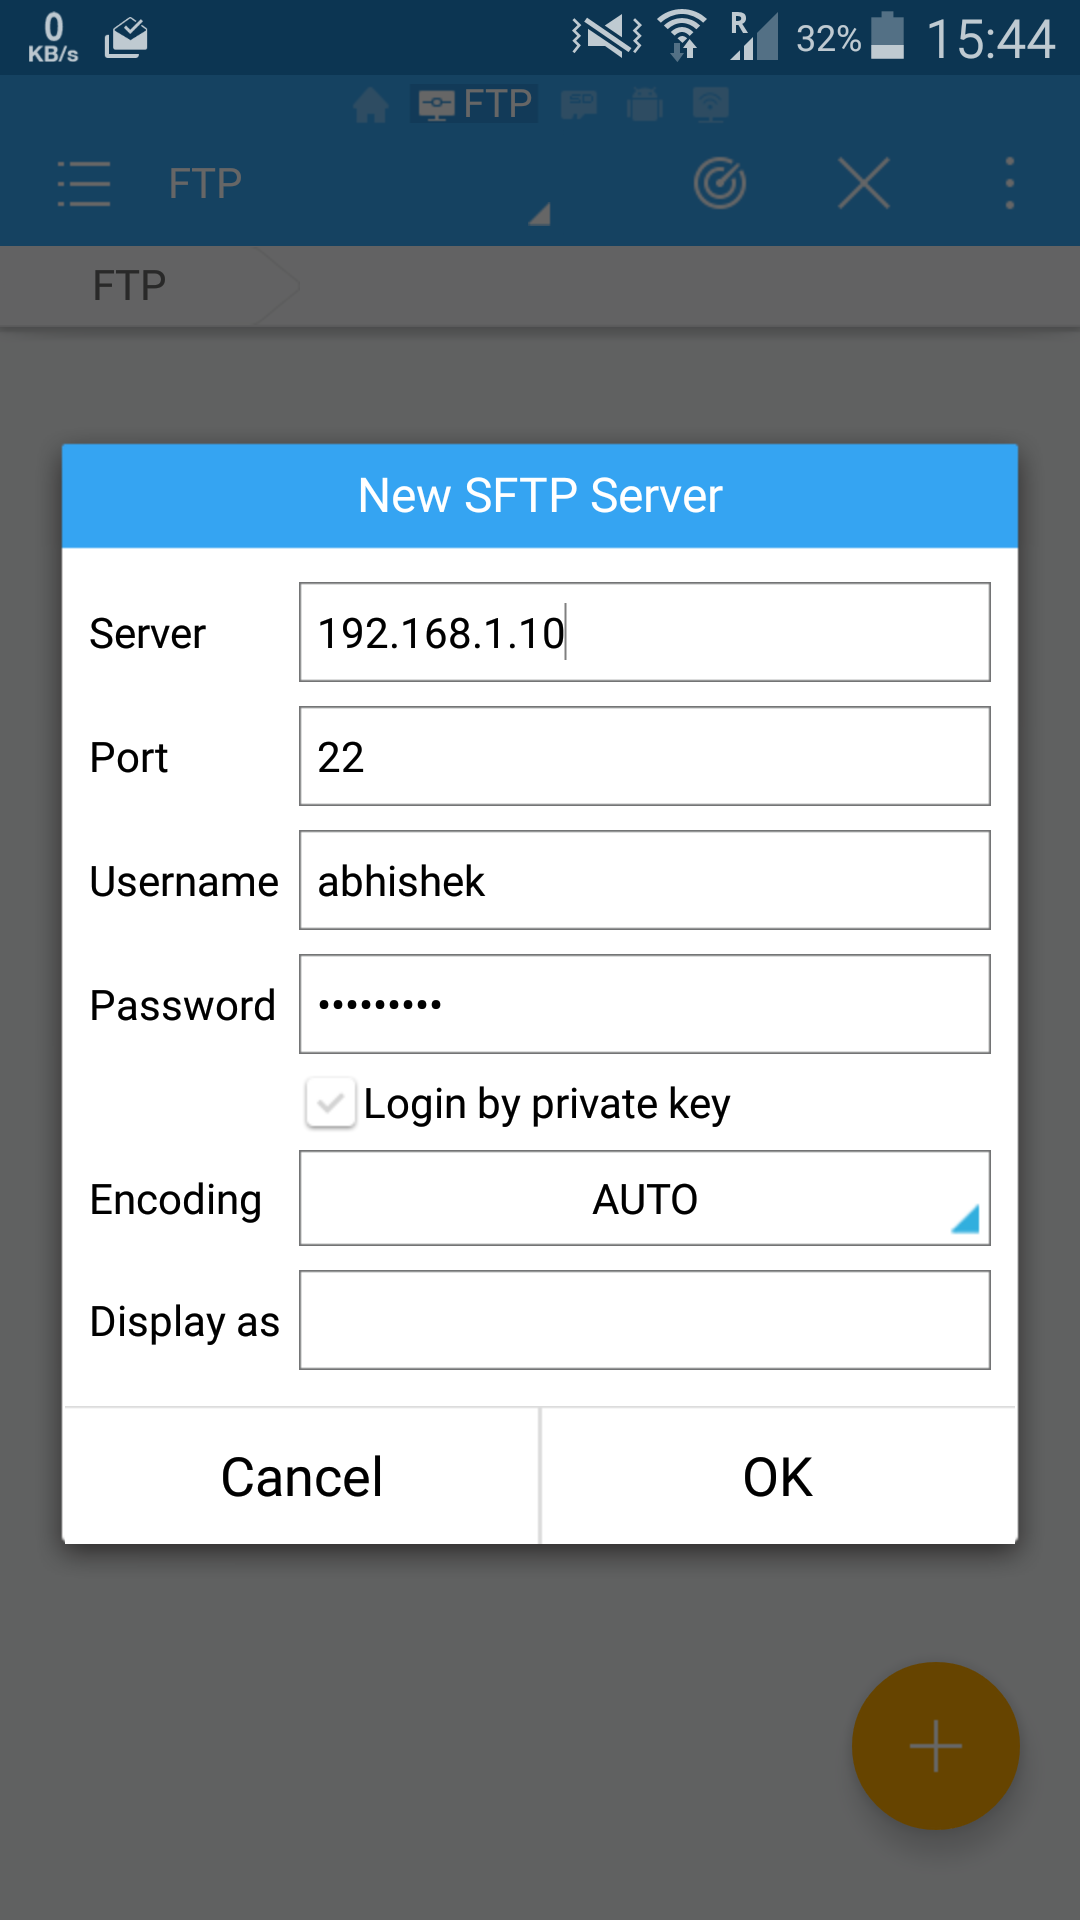 0
KB/s
R
32%
15:44
FTP
SD
FTP
FTP
New SFTP Server
Server
192.168.1.10
Port
22
Username
abhishek
Password
•••••••••
Login by private key
Encoding
AUTO
Display as
Cancel
OK